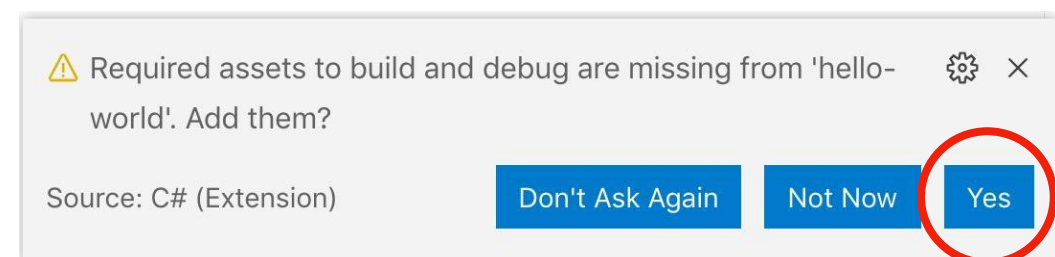 Required assets to build and debug are missing from 'hello-
world'. Add them?
Source: C# (Extension)
Don't Ask Again
Not Now
Yes